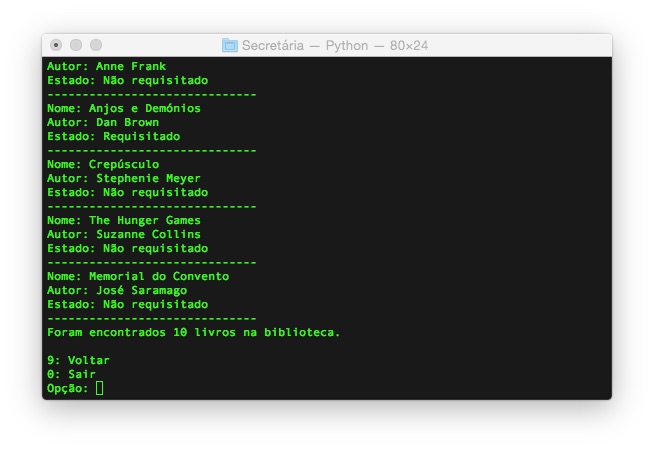 Secretária — Python — 80×24
Autor: Anne Frank
Estado: Não requisitado
------------------------------
Nome: Anjos e Demónios
Autor: Dan Brown
Estado: Requisitado
------------------------------
Nome: Crepúsculo
Autor: Stephenie Meyer
Estado: Não requisitado
------------------------------
Nome: The Hunger Games
Autor: Suzanne Collins
Estado: Não requisitado
------------------------------
Nome: Memorial do Convento
Autor: José Saramago
Estado: Não requisitado
------------------------------
Foram encontrados 10 livros na biblioteca.
9: Voltar
0: Sair
Opção: